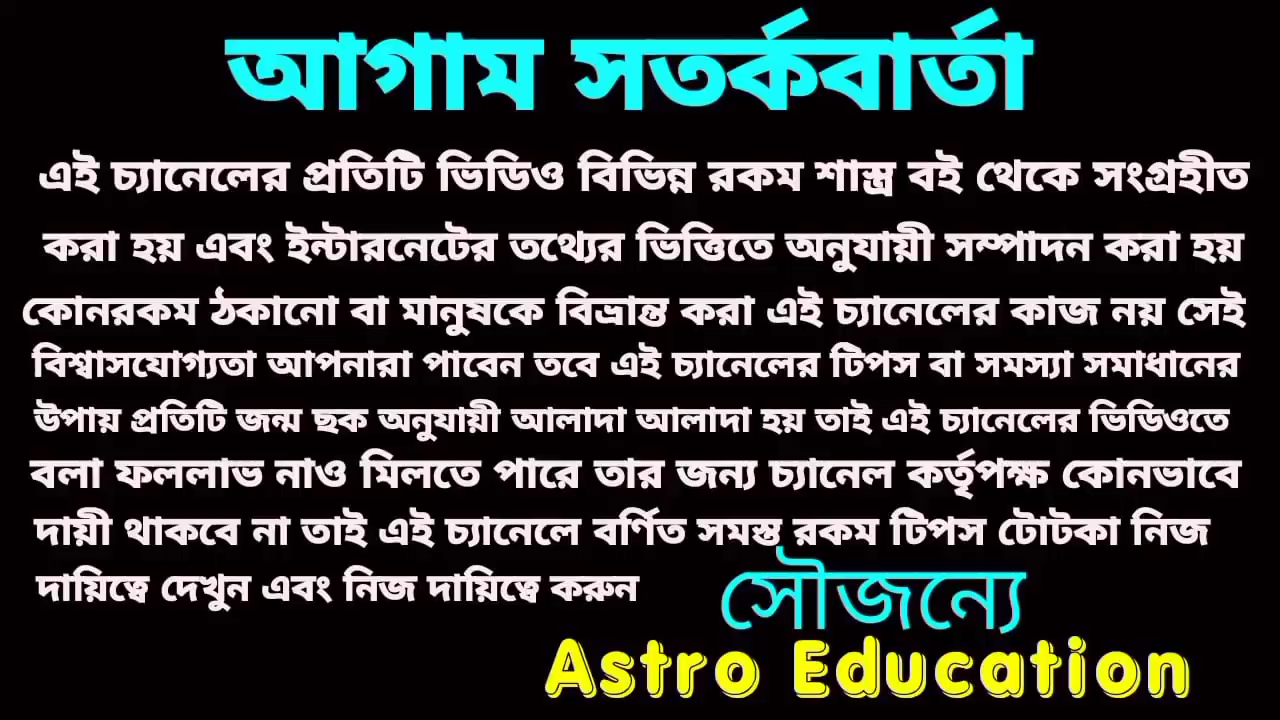 আগাম সতর্কবার্তা
এই চ্যানেলের প্রতিটি ভিডিও বিভিন্ন রকম শাস্ত্র বই থেকে সংগ্রহীত
করা হয় এবং ইন্টারনেটের তথ্যের ভিত্তিতে অনুযায়ী সম্পাদন করা হয়
কোনরকম ঠকানো বা মানুষকে বিভ্রান্ত করা এই চ্যানেলের কাজ নয় সেই
বিশ্বাসযোগ্যতা আপনারা পাবেন তবে এই চ্যানেলের টিপস বা সমস্যা সমাধানের
উপায় প্রতিটি জন্ম ছক অনুযায়ী আলাদা আলাদা হয় তাই এই চ্যানেলের ভিডিওতে
বলা ফললাভ নাও মিলতে পারে তার জন্য চ্যানেল কর্তৃপক্ষ কোনভাবে
দায়ী থাকবে না তাই এই চ্যানেলে বর্ণিত সমস্ত রকম টিপস টোটকা নিজ
দায়িত্বে দেখুন এবং নিজ দায়িত্বে করুন
সৌজন্যে
Astro Education